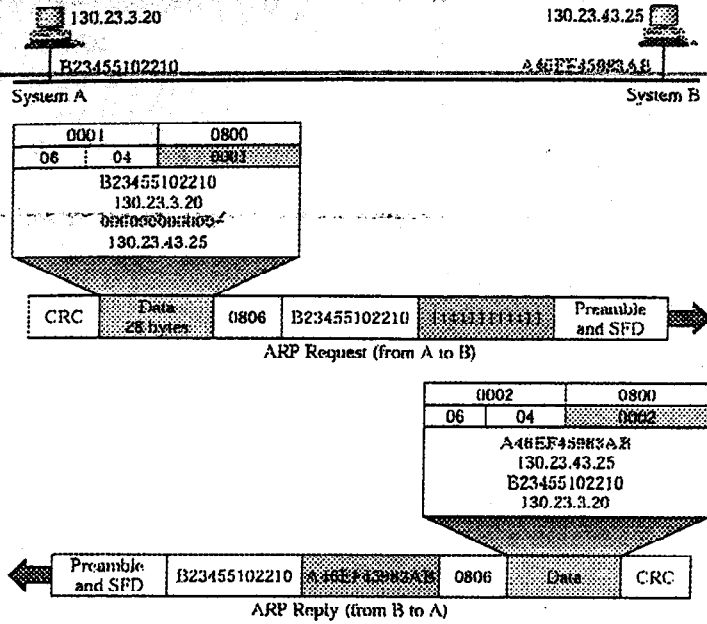 130.23.3.20
130.23.43.25
B23455102210
System A
System B
0001 0800
06 04 0001
B23455102210
130.23.3.20
130.23.43.25
CRC
Data
28 bytes
0806
B23455102210
Preamble
and SFD
ARP Request (from A to B)
0002 0800
06 04 0002
130.23.43.25
B23455102210
130.23.3.20
Preamble
and SFD
B23455102210
0806
Data
CRC
ARP Reply (from B to A)